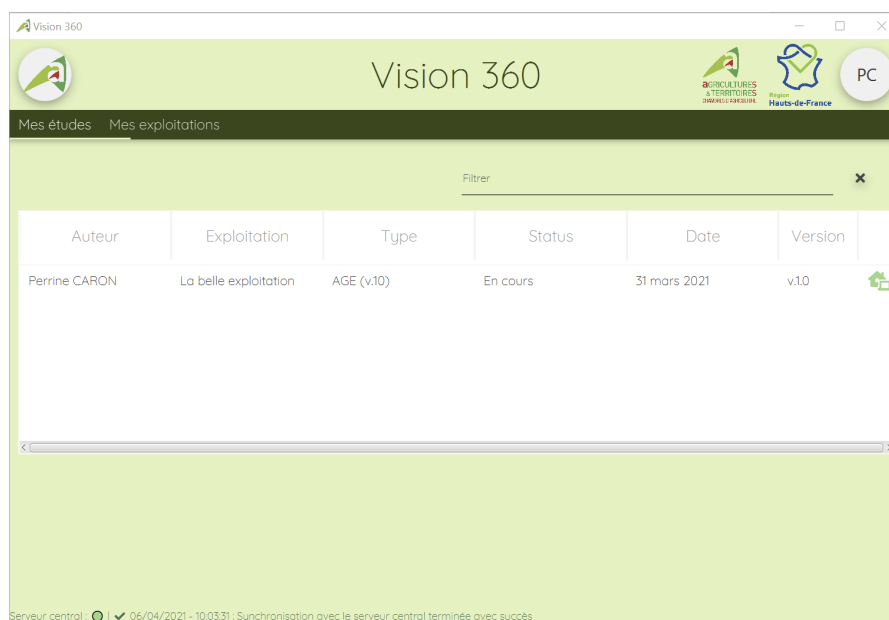 Vision 360
Vision 360
AGRICULTURES
& TERRITOIRES
CHAMBRES D'AGRICULTURE
Région
Hauts-de-France
PC
Mes études Mes exploitations
Filtrer
Auteur Exploitation Type Status Date Version
Perrine CARON La belle exploitation AGE (v.10) En cours 31 mars 2021 v.1.0
Serveur central : | 06/04/2021 - 10:03:31 : Synchronisation avec le serveur central terminée avec succès